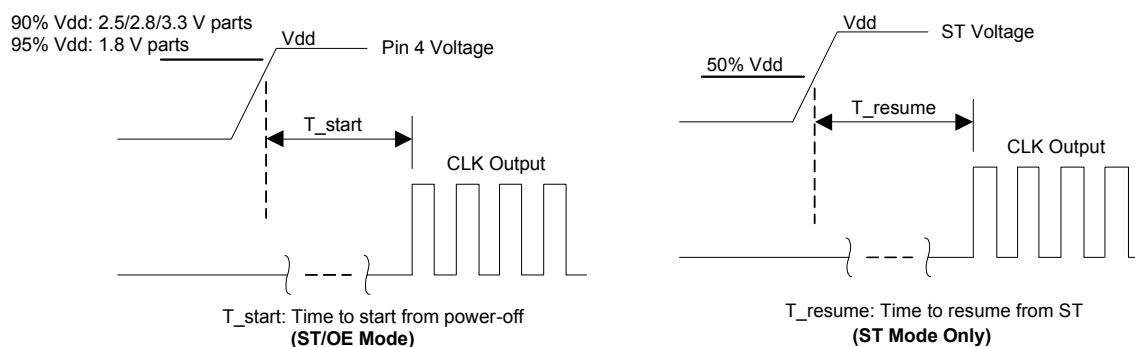 90% Vdd: 2.5/2.8/3.3 V parts
95% Vdd: 1.8 V parts
Vdd
Pin 4 Voltage
T_start
CLK Output
T_start: Time to start from power-off
(ST/OE Mode)
Vdd
ST Voltage
50% Vdd
T_resume
CLK Output
T_resume: Time to resume from ST
(ST Mode Only)